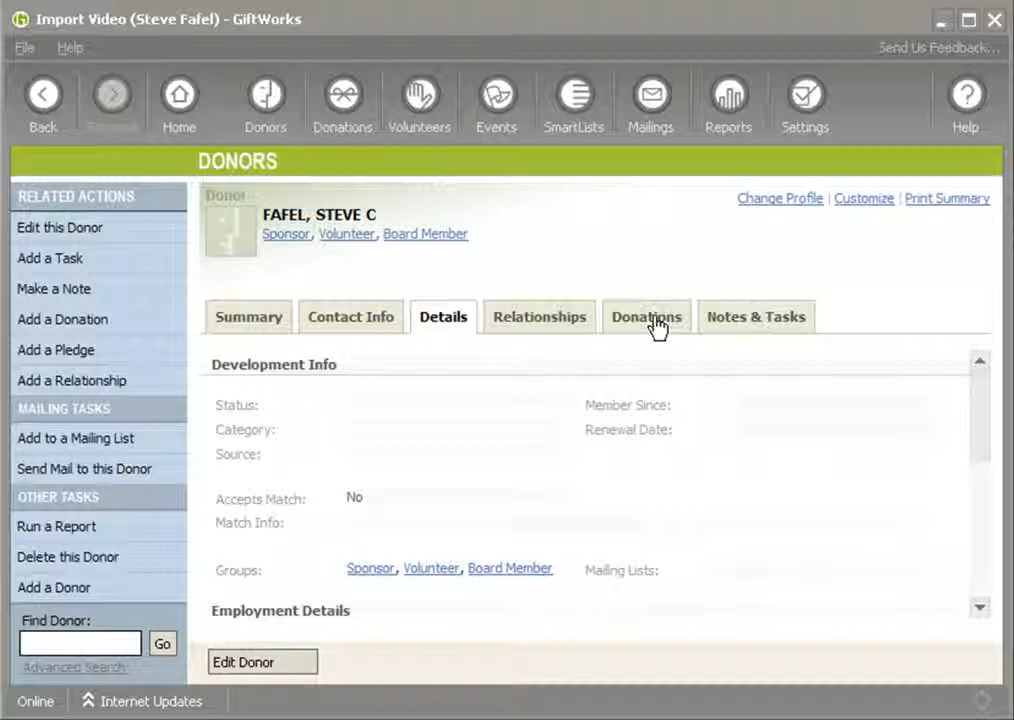 Import Video (Steve Fafel) - GiftWorks
File Help Send Us Feedback...
Back Home Donors Donations Volunteers Events SmartLists Mailings Reports Settings Help
DONORS
RELATED ACTIONS
Edit this Donor
Add a Task
Make a Note
Add a Donation
Add a Pledge
Add a Relationship
MAILING TASKS
Add to a Mailing List
Send Mail to this Donor
OTHER TASKS
Run a Report
Delete this Donor
Add a Donor
Find Donor:
Go
Advanced Search
Donor
FAFEL, STEVE C
Sponsor, Volunteer, Board Member
Change Profile | Customize | Print Summary
Summary Contact Info Details Relationships Donations Notes & Tasks
Development Info
Status: Member Since:
Category: Renewal Date:
Source:
Accepts Match: No
Match Info:
Groups: Sponsor, Volunteer, Board Member Mailing Lists:
Employment Details
Edit Donor
Online Internet Updates